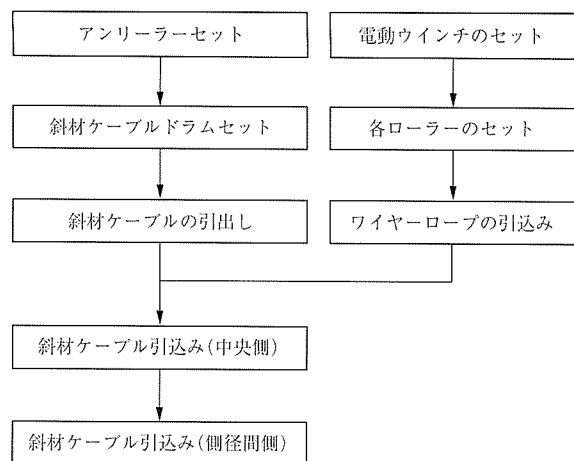 アンリーラーセット
電動ウインチのセット
斜材ケーブルドラムセット
各ローラーのセット
斜材ケーブルの引出し
ワイヤーロープの引込み
斜材ケーブル引込み(中央側)
斜材ケーブル引込み(側径間側)